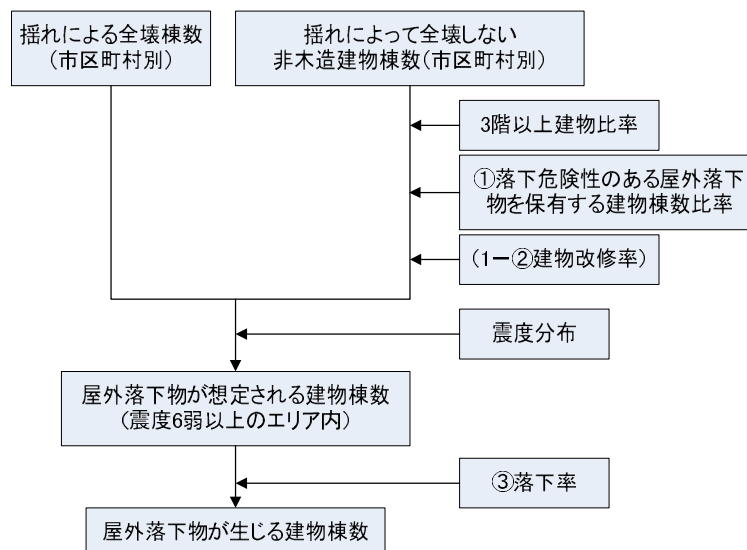 揺れによる全壊棟数
(市区町村別)
揺れによって全壊しない
非木造建物棟数(市区町村別)
3階以上建物比率
①落下危険性のある屋外落下
物を保有する建物棟数比率
(1ー②建物改修率)
震度分布
屋外落下物が想定される建物棟数
(震度6弱以上のエリア内)
③落下率
屋外落下物が生じる建物棟数